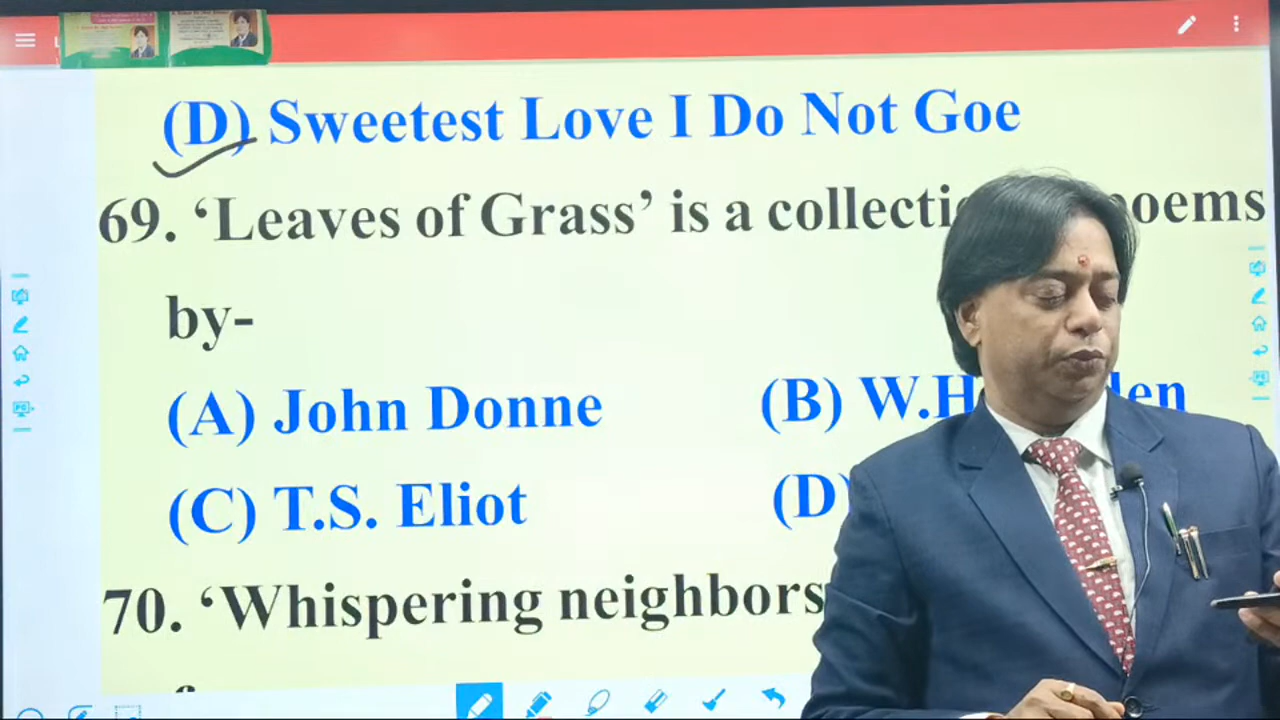 (D) Sweetest Love I Do Not Goe
69. ‘Leaves of Grass’ is a collecti poems
by-
(A) John Donne (B) W.H den
(C) T.S. Eliot (D)
70. ‘Whispering neighbors